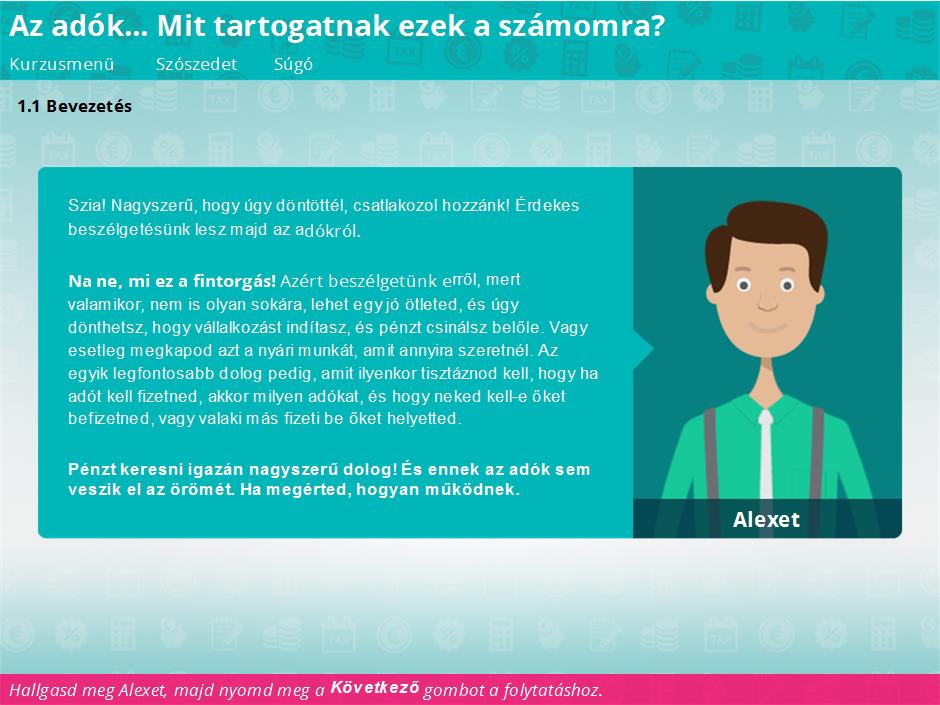 Az adók... Mit tartogatnak ezek a számomra?
Kurzusmenü Szószedet Súgó
1.1 Bevezetés
Szia! Nagyszerű, hogy úgy döntöttél, csatlakozol hozzánk! Érdekes
beszélgetésünk lesz majd az adókról.
Na ne, mi ez a fintorgás! Azért beszélgetünk erről, mert
valamikor, nem is olyan sokára, lehet egy jó ötleted, és úgy
dönthetsz, hogy vállalkozást indítasz, és pénzt csinálsz belőle. Vagy
esetleg megkapod azt a nyári munkát, amit annyira szeretnél. Az
egyik legfontosabb dolog pedig, amit ilyenkor tisztáznod kell, hogy ha
adót kell fizetned, akkor milyen adókat, és hogy neked kell-e őket
befizetned, vagy valaki más fizeti be őket helyetted.
Pénzt keresni igazán nagyszerű dolog! És ennek az adók sem
veszik el az örömét. Ha megérted, hogyan működnek.
Alexet
Hallgasd meg Alexet, majd nyomd meg a Következő gombot a folytatáshoz.